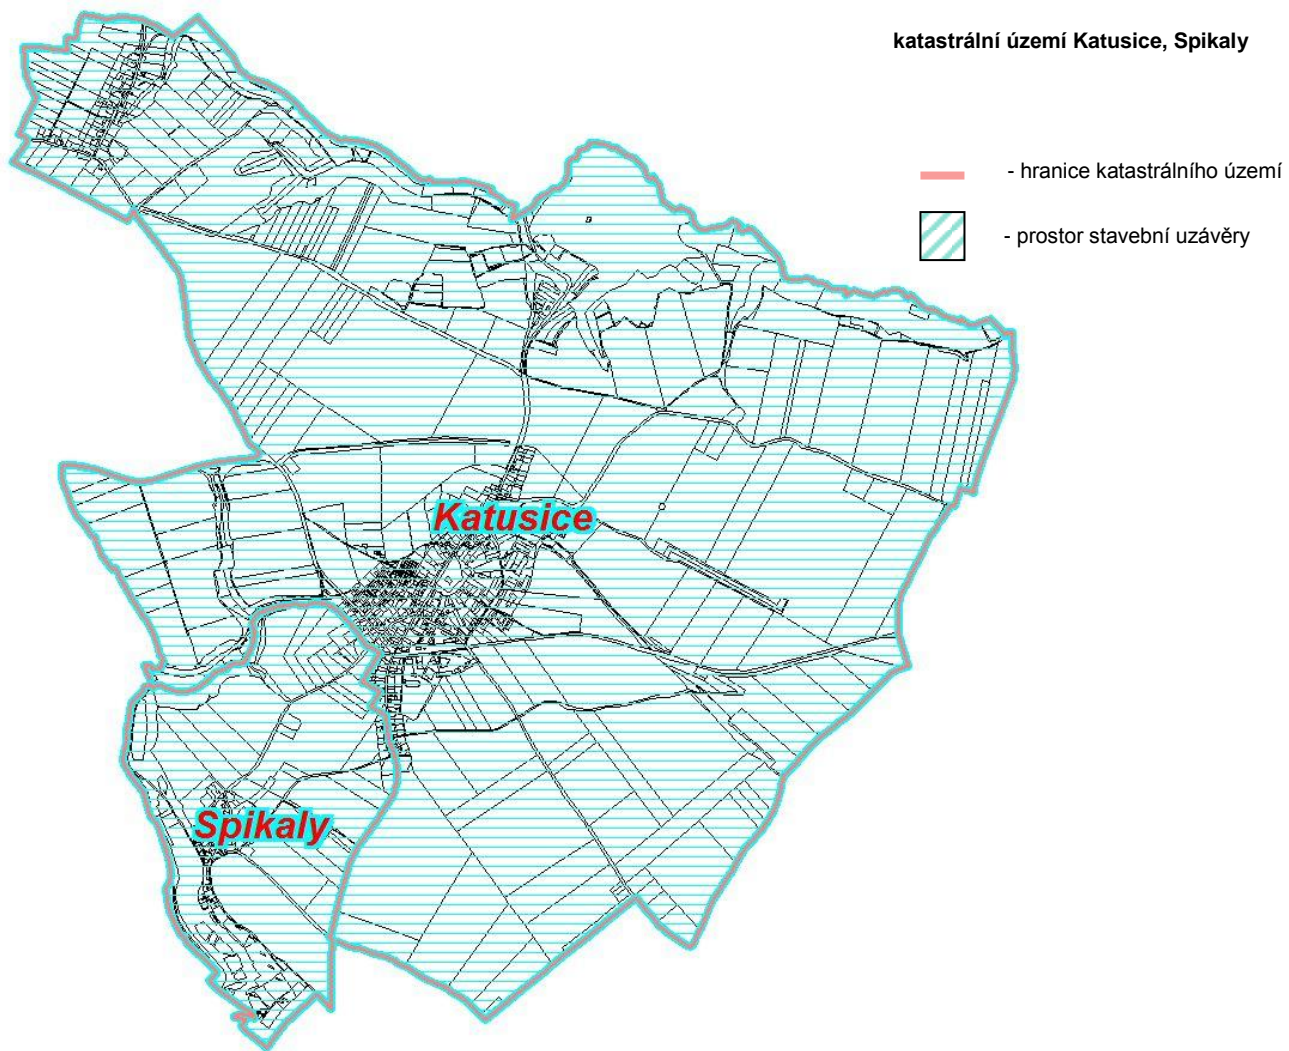 katastrální území Katusice, Spikaly
- hranice katastrálního území
- prostor stavební uzávěry
Katusice
Spikaly